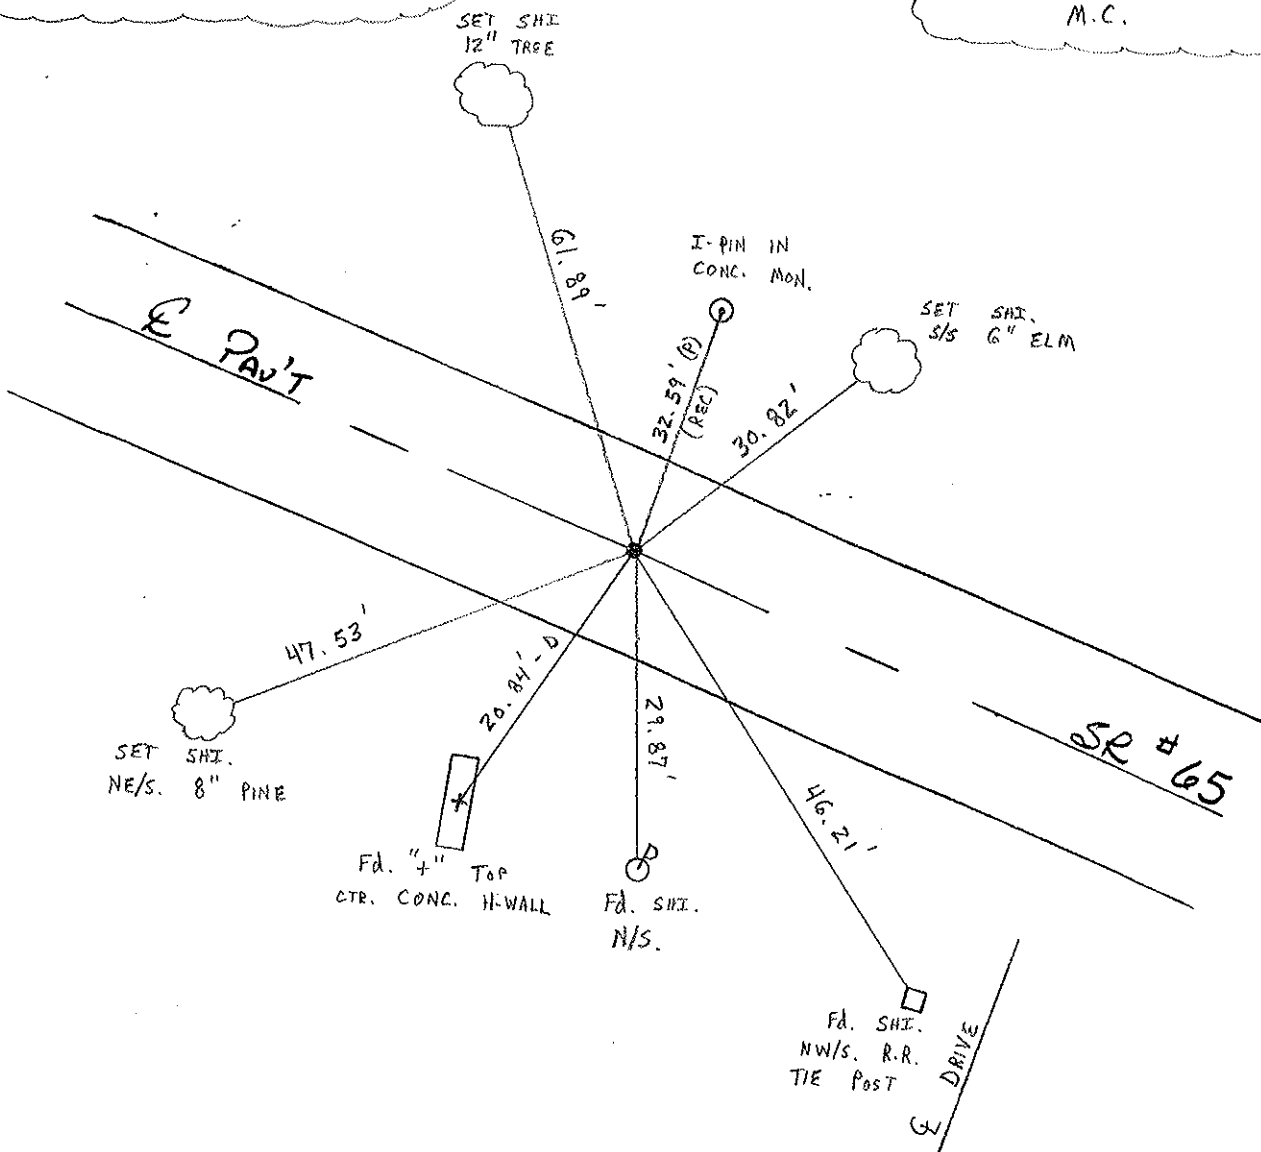 M.C.
SET SHI
12" TREE
61.89'
I-PIN IN
CONC. MON.
32.59' (P)
(REC)
SET SHI.
S/S 6" ELM
30.82'
℄ PAV'T
47.53'
SET SHI.
NE/S. 8" PINE
20.84'-D
Fd. "+" TOP
CTR. CONC. H-WALL
29.87'
Fd. SHI.
N/S.
46.21'
SR #65
Fd. SHI.
NW/S. R.R.
TIE POST
℄ DRIVE